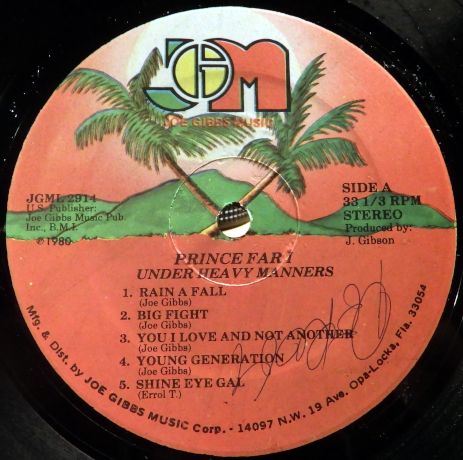 JGM
JOE GIBBS MUSIC
JGML 2914
U.S. Publisher:
Joe Gibbs Music Pub.
Inc., B.M.I.
℗1980
SIDE A
33 1/3 RPM
STEREO
Produced by:
J. Gibson
PRINCE FAR I
UNDER HEAVY MANNERS
1. RAIN A FALL
(Joe Gibbs)
2. BIG FIGHT
(Joe Gibbs)
3. YOU I LOVE AND NOT ANOTHER
(Joe Gibbs)
4. YOUNG GENERATION
(Joe Gibbs)
5. SHINE EYE GAL
(Errol T.)
Mfg. & Dist. by JOE GIBBS MUSIC Corp. - 14097 N.W. 19 Ave. Opa-Locka, Fla. 33054